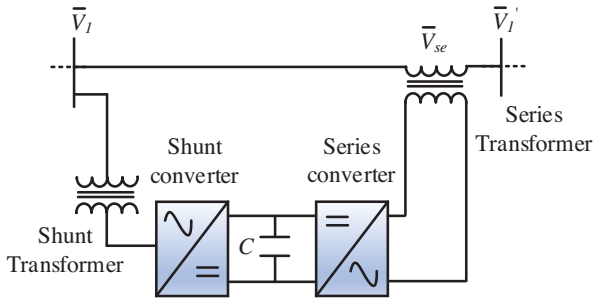 V̅₁
V̅ₛₑ
V̅₁'
Series
Transformer
Shunt
converter
Series
converter
C
Shunt
Transformer